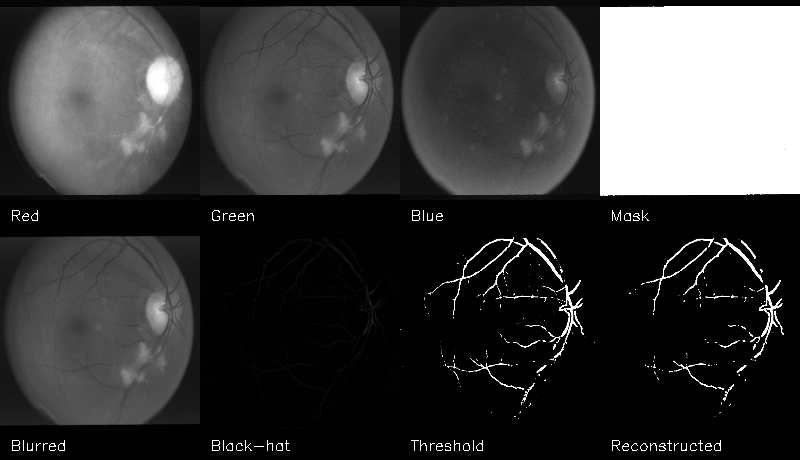 Red
Green
Blue
Mask
Blurred
Black-hat
Threshold
Reconstructed